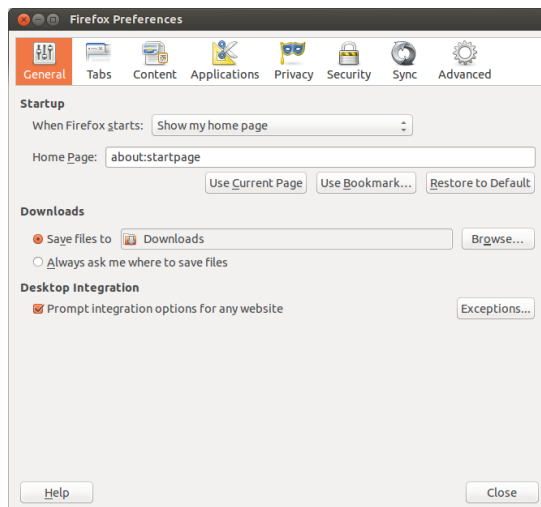 Firefox Preferences
General Tabs Content Applications Privacy Security Sync Advanced
Startup
When Firefox starts: Show my home page
Home Page: about:startpage
Use Current Page Use Bookmark... Restore to Default
Downloads
Save files to Downloads Browse...
Always ask me where to save files
Desktop Integration
Prompt integration options for any website Exceptions...
Help Close